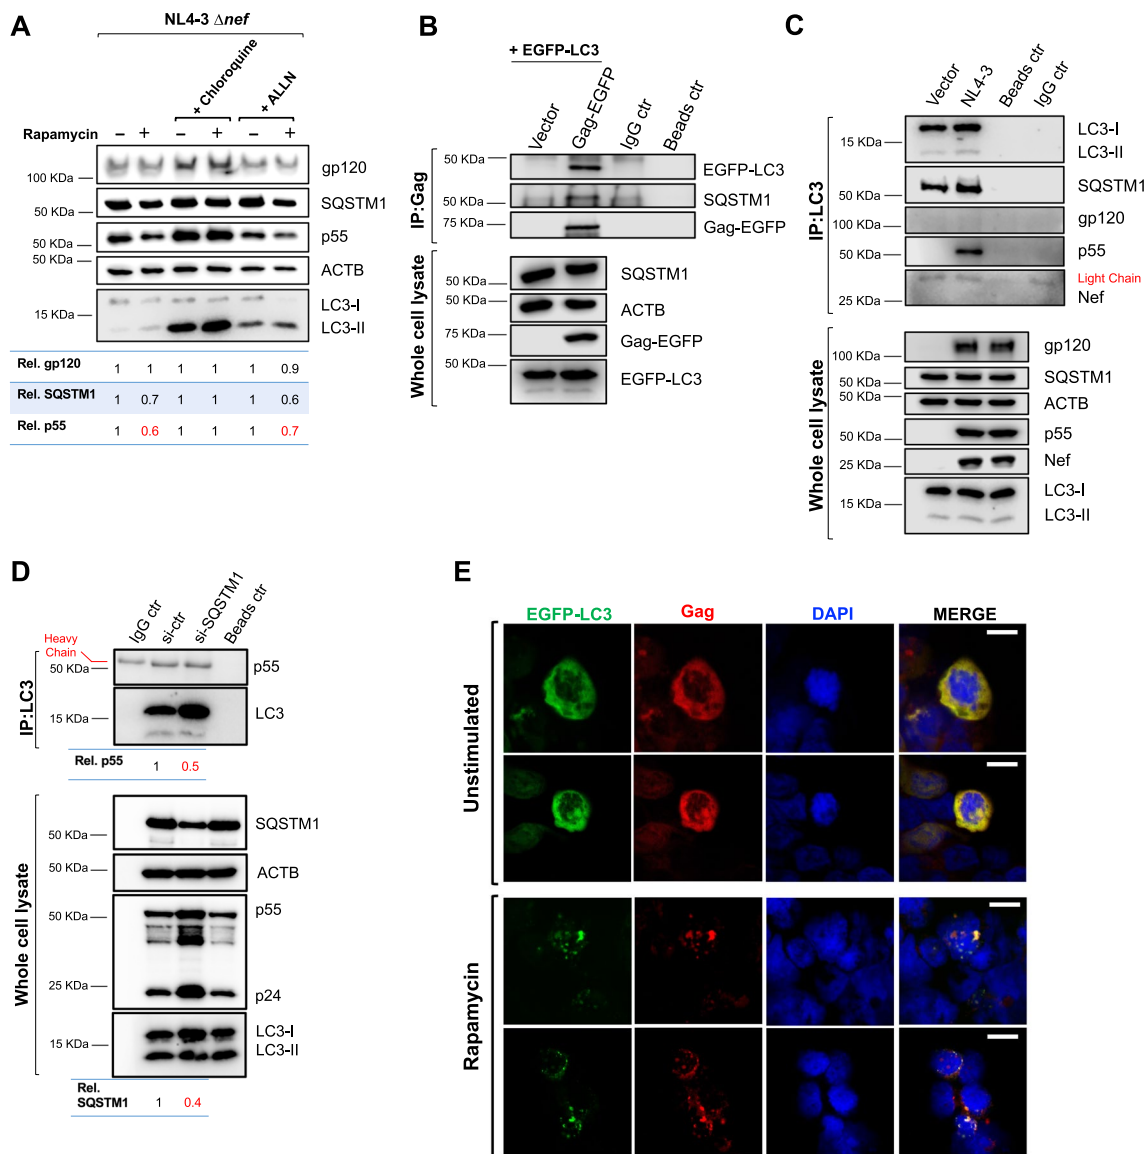 A
NL4-3 Δnef
+ Chloroquine
+ ALLN
Rapamycin – + – + – +
100 KDa
gp120
50 KDa
SQSTM1
50 KDa
p55
50 KDa
ACTB
15 KDa
LC3-I
LC3-II
Rel. gp120 1 1 1 1 1 0.9
Rel. SQSTM1 1 0.7 1 1 1 0.6
Rel. p55 1 0.6 1 1 1 0.7
B
+ EGFP-LC3
Vector
Gag-EGFP
IgG ctr
Beads ctr
IP:Gag
50 KDa
EGFP-LC3
50 KDa
SQSTM1
75 KDa
Gag-EGFP
Whole cell lysate
50 KDa
SQSTM1
50 KDa
ACTB
75 KDa
Gag-EGFP
50 KDa
EGFP-LC3
C
Vector
NL4-3
Beads ctr
IgG ctr
IP:LC3
15 KDa
LC3-I
LC3-II
50 KDa
SQSTM1
100 KDa
gp120
50 KDa
p55
Light Chain
25 KDa
Nef
Whole cell lysate
100 KDa
gp120
50 KDa
SQSTM1
50 KDa
ACTB
50 KDa
p55
25 KDa
Nef
15 KDa
LC3-I
LC3-II
D
IgG ctr
si-ctr
si-SQSTM1
Beads ctr
Heavy
Chain
IP:LC3
50 KDa
p55
15 KDa
LC3
Rel. p55 1 0.5
Whole cell lysate
50 KDa
SQSTM1
50 KDa
ACTB
50 KDa
p55
25 KDa
p24
15 KDa
LC3-I
LC3-II
Rel.
SQSTM1 1 0.4
E
EGFP-LC3 Gag DAPI MERGE
Unstimulated
Rapamycin